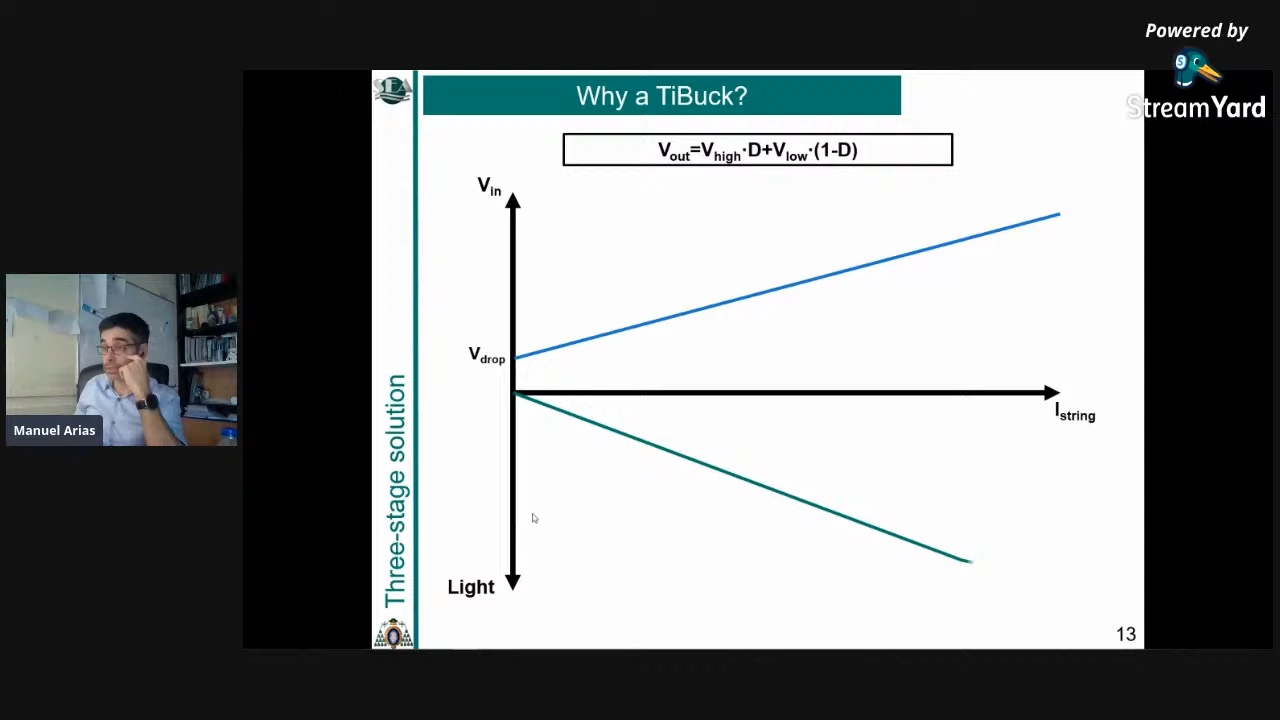 Powered by
StreamYard
SEA
Why a TiBuck?
Vout=Vhigh·D+Vlow·(1-D)
Vin
Vdrop
Istring
Light
Three-stage solution
Manuel Arias
13